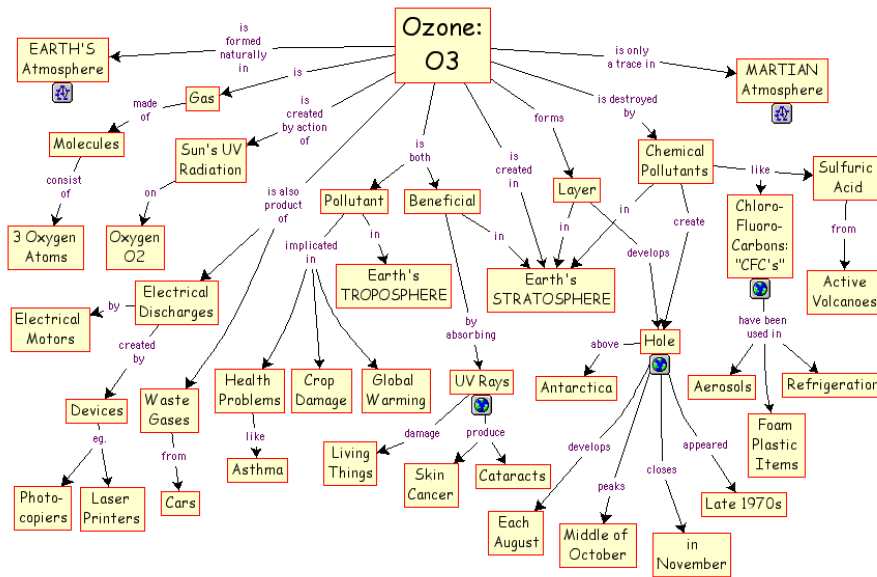 Ozone:
O3
is
formed
naturally
in
EARTH'S
Atmosphere
is only
a trace in
MARTIAN
Atmosphere
is
Gas
made
of
Molecules
consist
of
3 Oxygen
Atoms
is
created
by action
of
Sun's UV
Radiation
on
Oxygen
O2
is also
product
of
Electrical
Discharges
by
Electrical
Motors
created
by
Devices
eg.
Photo-
copiers
Laser
Printers
Waste
Gases
from
Cars
is
both
Pollutant
implicated
in
Health
Problems
like
Asthma
Crop
Damage
Global
Warming
in
Earth's
TROPOSPHERE
Beneficial
in
by
absorbing
UV Rays
damage
Living
Things
produce
Skin
Cancer
Cataracts
is
created
in
Earth's
STRATOSPHERE
forms
Layer
in
develops
is destroyed
by
Chemical
Pollutants
in
create
like
Sulfuric
Acid
from
Active
Volcanoes
Chloro-
Fluoro-
Carbons:
"CFC's"
have been
used in
Aerosols
Foam
Plastic
Items
Refrigeration
Hole
above
Antarctica
develops
Each
August
peaks
Middle of
October
closes
in
November
appeared
Late 1970s